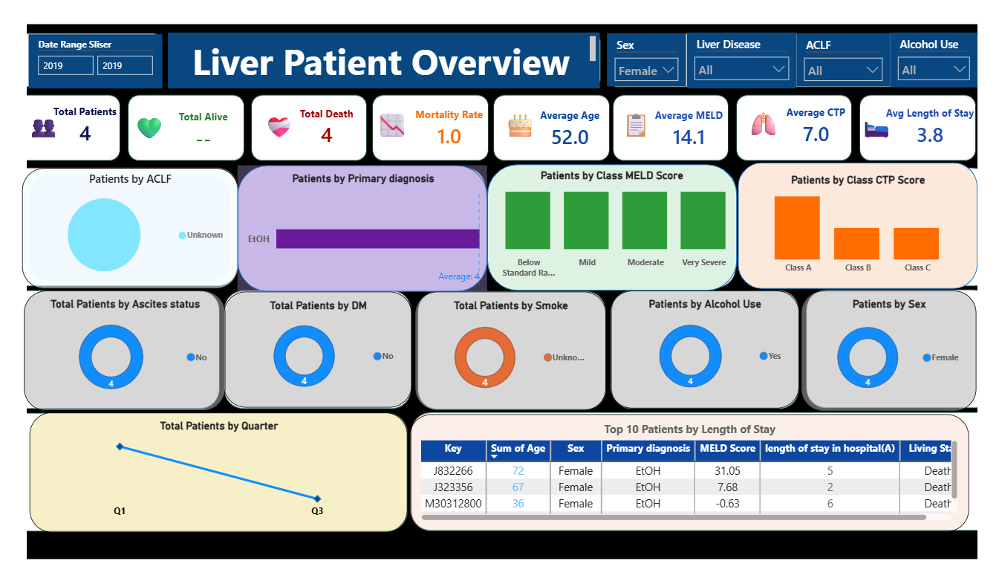 Date Range Sliser
2019 2019
Liver Patient Overview
Sex
Female
Liver Disease
All
ACLF
All
Alcohol Use
All
Total Patients
4
Total Alive
--
Total Death
4
Mortality Rate
1.0
Average Age
52.0
Average MELD
14.1
Average CTP
7.0
Avg Length of Stay
3.8
Patients by ACLF
Unknown
Patients by Primary diagnosis
EtOH
Average: 4
Patients by Class MELD Score
Below
Standard Ra...
Mild
Moderate
Very Severe
Patients by Class CTP Score
Class A
Class B
Class C
Total Patients by Ascites status
4
No
Total Patients by DM
4
No
Total Patients by Smoke
4
Unkno...
Patients by Alcohol Use
4
Yes
Patients by Sex
4
Female
Total Patients by Quarter
Q1
Q3
Top 10 Patients by Length of Stay
Key Sum of Age Sex Primary diagnosis MELD Score length of stay in hospital(A) Living Sta
J832266 72 Female EtOH 31.05 5 Death
J323356 67 Female EtOH 7.68 2 Death
M30312800 36 Female EtOH -0.63 6 Death